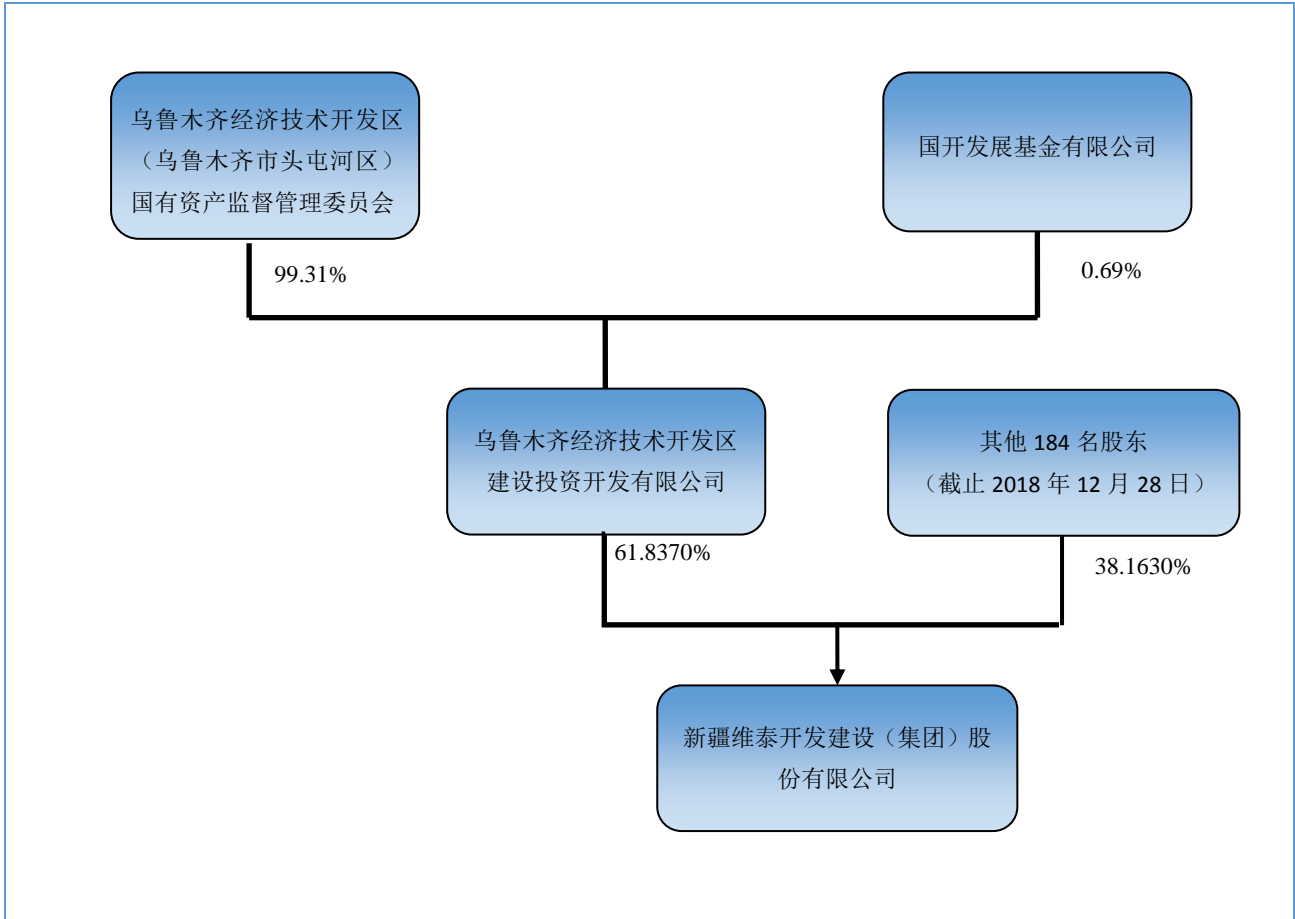 乌鲁木齐经济技术开发区
（乌鲁木齐市头屯河区）
国有资产监督管理委员会
国开发展基金有限公司
99.31%
0.69%
乌鲁木齐经济技术开发区
建设投资开发有限公司
其他 184 名股东
（截止 2018 年 12 月 28 日）
61.8370%
38.1630%
新疆维泰开发建设（集团）股
份有限公司